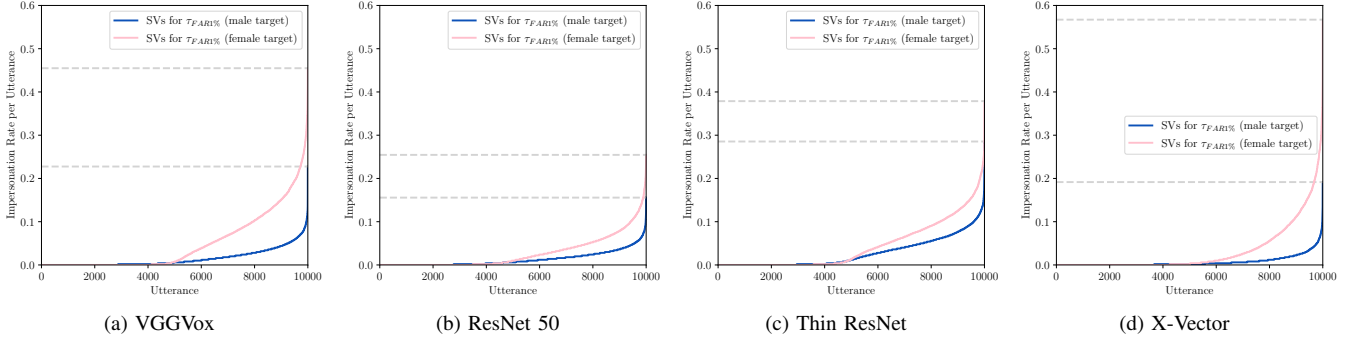 0.6
0.5
0.4
0.3
0.2
0.1
0.0
Impersonation Rate per Utterance
SVs for τFAR1% (male target)
SVs for τFAR1% (female target)
0 2000 4000 6000 8000 10000
Utterance
(a) VGGVox
0.6
0.5
0.4
0.3
0.2
0.1
0.0
Impersonation Rate per Utterance
SVs for τFAR1% (male target)
SVs for τFAR1% (female target)
0 2000 4000 6000 8000 10000
Utterance
(b) ResNet 50
0.6
0.5
0.4
0.3
0.2
0.1
0.0
Impersonation Rate per Utterance
SVs for τFAR1% (male target)
SVs for τFAR1% (female target)
0 2000 4000 6000 8000 10000
Utterance
(c) Thin ResNet
0.6
0.5
0.4
0.3
0.2
0.1
0.0
Impersonation Rate per Utterance
SVs for τFAR1% (male target)
SVs for τFAR1% (female target)
0 2000 4000 6000 8000 10000
Utterance
(d) X-Vector